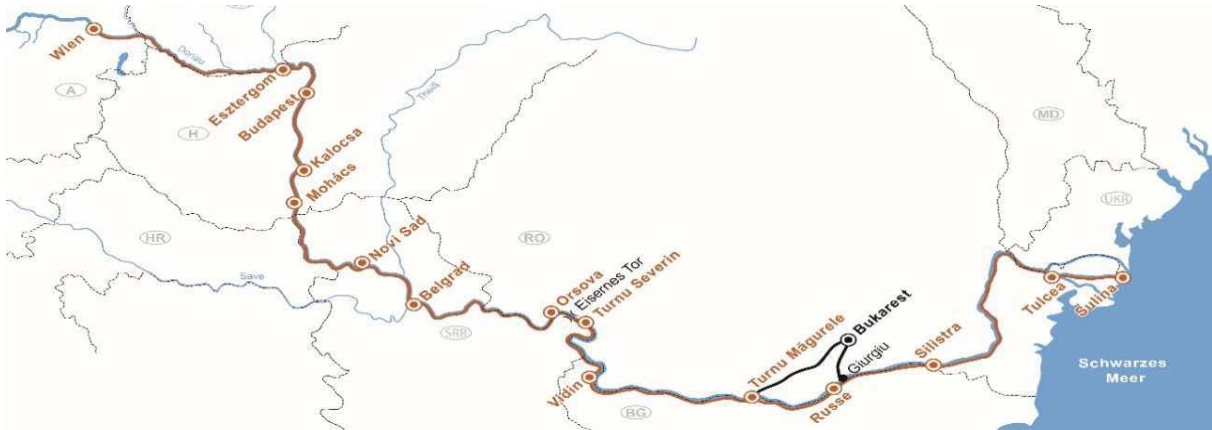 Wien
Donau
A
H
Esztergom
Budapest
Kalocsa
Mohács
Theiß
HR
Save
Novi Sad
Belgrad
SRB
RO
Orsova
Eisernes Tor
Turnu Severin
Vidin
BG
Turnu Măgurele
Bukarest
Giurgiu
Russe
Silistra
MD
UKR
Tulcea
Sulina
Schwarzes
Meer